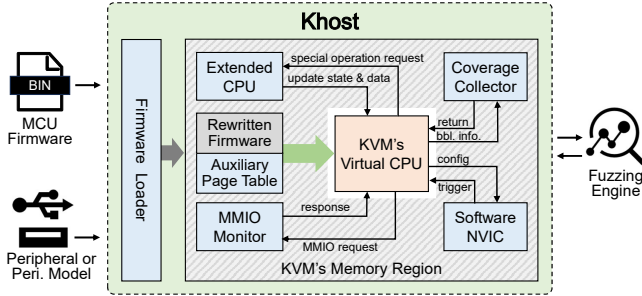 Khost
BIN
MCU
Firmware
Peripheral or
Peri. Model
Firmware Loader
Extended
CPU
special operation request
update state & data
Coverage
Collector
Rewritten
Firmware
Auxiliary
Page Table
KVM's
Virtual CPU
return
bbl. info.
config
trigger
MMIO
Monitor
response
MMIO request
Software
NVIC
KVM's Memory Region
Fuzzing
Engine